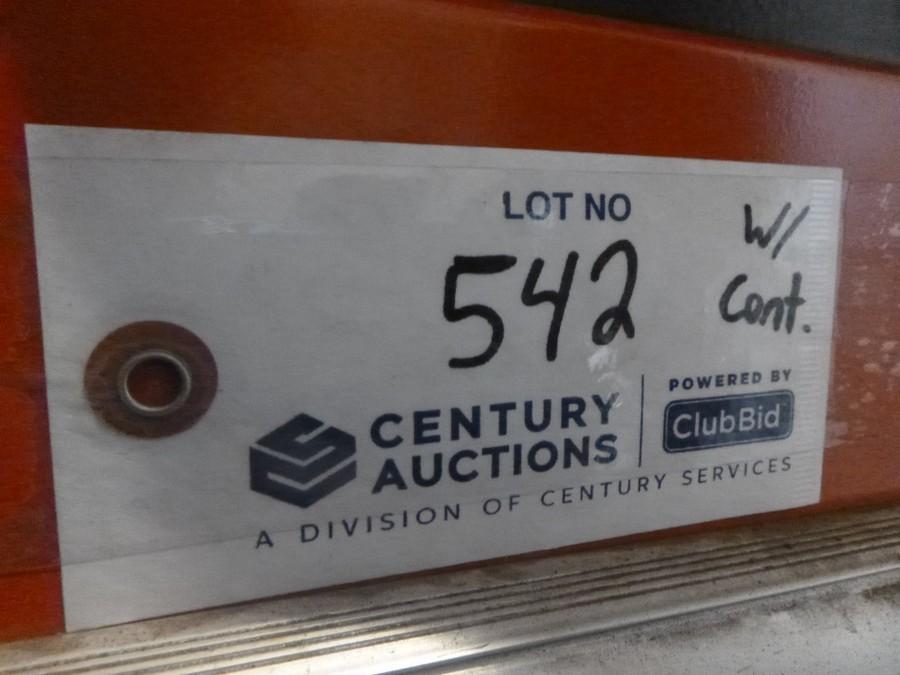 LOT NO
542
W/
Cont.
CENTURY
AUCTIONS
POWERED BY
ClubBid
A DIVISION OF CENTURY SERVICES